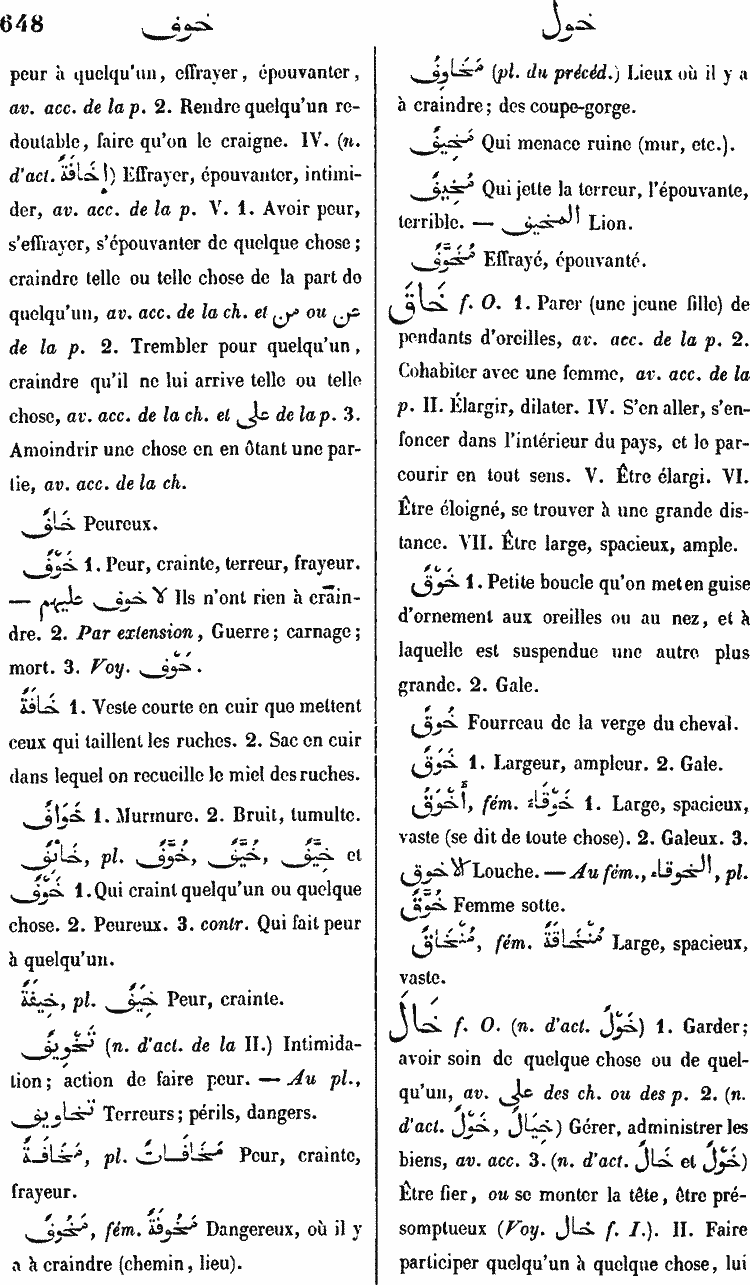 648
خوف
خول
peur à quelqu'un, effrayer, épouvanter,
av. acc. de la p. 2. Rendre quelqu'un re-
doutable, faire qu'on le craigne. IV. (n.
d'act. إِخَافَةٌ) Effrayer, épouvanter, intimi-
der, av. acc. de la p. V. 1. Avoir peur,
s'effrayer, s'épouvanter de quelque chose;
craindre telle ou telle chose de la part de
quelqu'un, av. acc. de la ch. et من ou عن
de la p. 2. Trembler pour quelqu'un,
craindre qu'il ne lui arrive telle ou telle
chose, av. acc. de la ch. et على de la p. 3.
Amoindrir une chose en en ôtant une par-
tie, av. acc. de la ch.
خَافٌ Peureux.
خَوْفٌ 1. Peur, crainte, terreur, frayeur.
— لا خوف عليهم Ils n'ont rien à crain-
dre. 2. Par extension, Guerre; carnage;
mort. 3. Voy. خَوْف.
خَافَةٌ 1. Veste courte en cuir que mettent
ceux qui taillent les ruches. 2. Sac en cuir
dans lequel on recueille le miel des ruches.
خَوَافٌ 1. Murmure. 2. Bruit, tumulte.
خَائِفٌ, pl. خُوَّفٌ, خُيَّفٌ, خِيَّفٌ et
خَوْفٌ 1. Qui craint quelqu'un ou quelque
chose. 2. Peureux. 3. contr. Qui fait peur
à quelqu'un.
خِيفَةٌ, pl. خِيَفٌ Peur, crainte.
تَخْوِيفٌ (n. d'act. de la II.) Intimida-
tion; action de faire peur. — Au pl.,
تخاويف Terreurs; périls, dangers.
مَخَافَةٌ, pl. مَخَافَاتٌ Peur, crainte,
frayeur.
مَخُوفٌ, fém. مَخُوفَةٌ Dangereux, où il y
a à craindre (chemin, lieu).
مَخَاوِفُ (pl. du précéd.) Lieux où il y a
à craindre; des coupe-gorge.
مَخِيفٌ Qui menace ruine (mur, etc.).
مُخِيفٌ Qui jette la terreur, l'épouvante,
terrible. — المخيف Lion.
مُخَوَّفٌ Effrayé, épouvanté.
خَاقَ f. O. 1. Parer (une jeune fille) de
pendants d'oreilles, av. acc. de la p. 2.
Cohabiter avec une femme, av. acc. de la
p. II. Élargir, dilater. IV. S'en aller, s'en-
foncer dans l'intérieur du pays, et le par-
courir en tout sens. V. Être élargi. VI.
Être éloigné, se trouver à une grande dis-
tance. VII. Être large, spacieux, ample.
خَوْقٌ 1. Petite boucle qu'on met en guise
d'ornement aux oreilles ou au nez, et à
laquelle est suspendue une autre plus
grande. 2. Gale.
خُوقٌ Fourreau de la verge du cheval.
خَوَقٌ 1. Largeur, ampleur. 2. Gale.
أَخْوَقُ, fém. خَوْقَاءُ 1. Large, spacieux,
vaste (se dit de toute chose). 2. Galeux. 3.
الاخوق Louche. — Au fém., الخوقاء, pl.
خُوَّقٌ Femme sotte.
مُنْخَاقٌ, fém. مُنْخَاقَةٌ Large, spacieux,
vaste.
خَالَ f. O. (n. d'act. خَوْلٌ) 1. Garder;
avoir soin de quelque chose ou de quel-
qu'un, av. على des ch. ou des p. 2. (n.
d'act. خَوْلٌ, خِيَالٌ) Gérer, administrer les
biens, av. acc. 3. (n. d'act. خَالٌ et خَوْلٌ)
Être fier, ou se monter la tête, être pré-
somptueux (Voy. خال f. I.). II. Faire
participer quelqu'un à quelque chose, lui